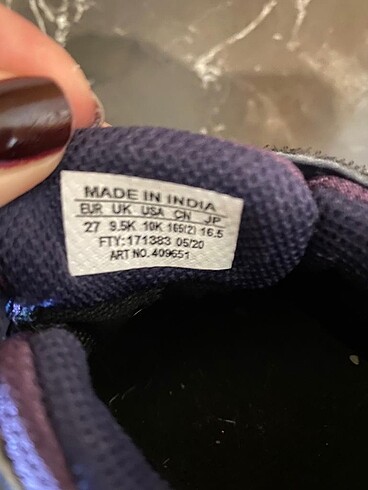 MADE IN INDIA
EUR UK USA CN JP
27 9.5K 10K 165(2) 16.5
FTY:171383 05/20
ART NO. 409651